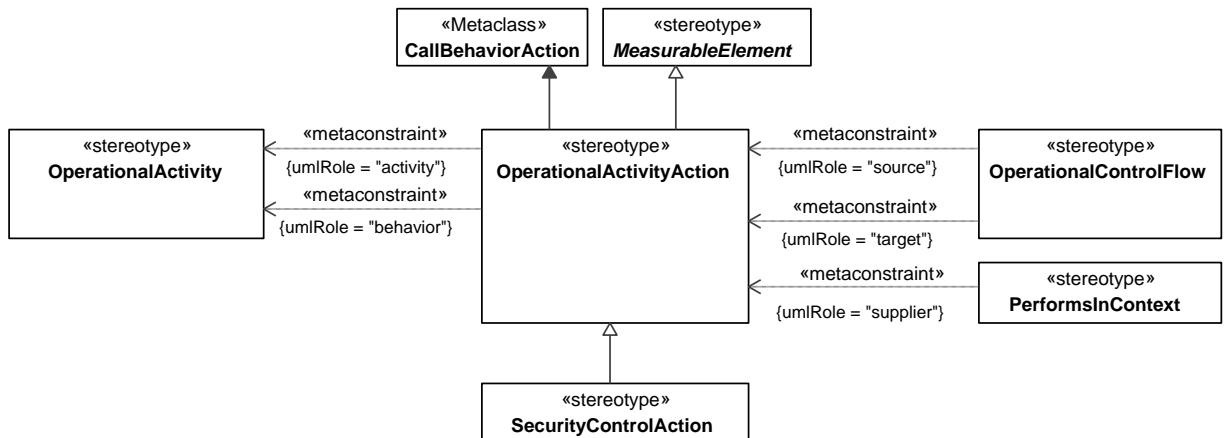 «Metaclass»
CallBehaviorAction
«stereotype»
MeasurableElement
«stereotype»
OperationalActivity
«metaconstraint»
{umlRole = "activity"}
«metaconstraint»
{umlRole = "behavior"}
«stereotype»
OperationalActivityAction
«metaconstraint»
{umlRole = "source"}
«metaconstraint»
{umlRole = "target"}
«metaconstraint»
{umlRole = "supplier"}
«stereotype»
OperationalControlFlow
«stereotype»
PerformsInContext
«stereotype»
SecurityControlAction